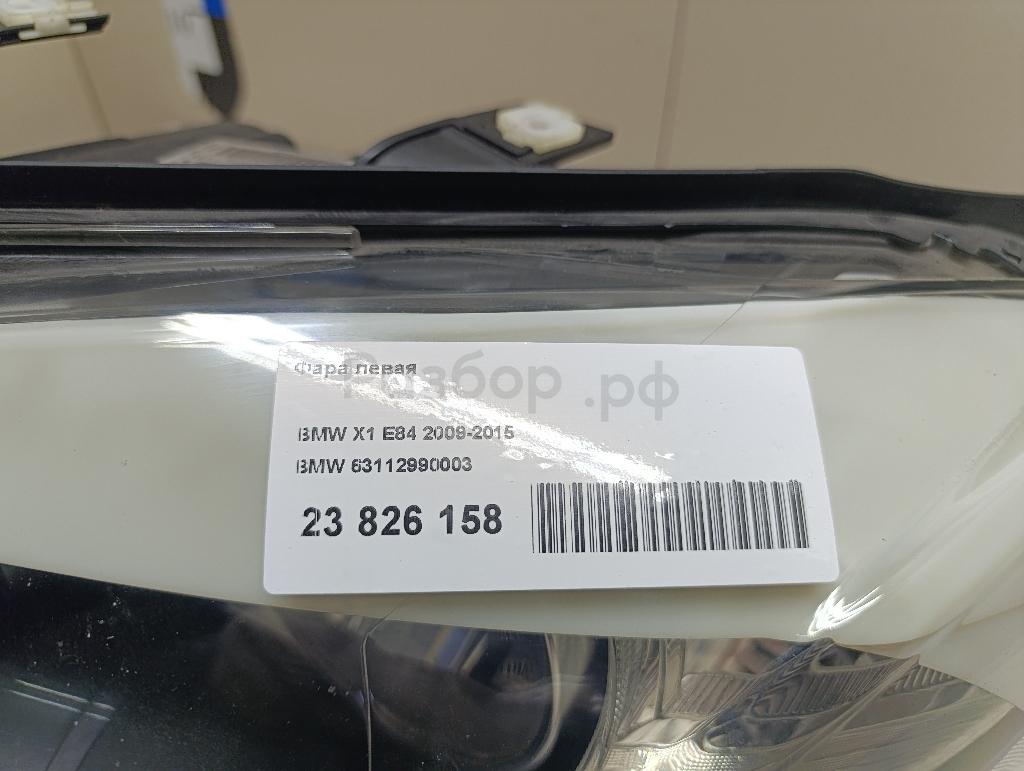 Фара левая
Разбор.рф
BMW X1 E84 2009-2015
BMW 63112990003
23 826 158